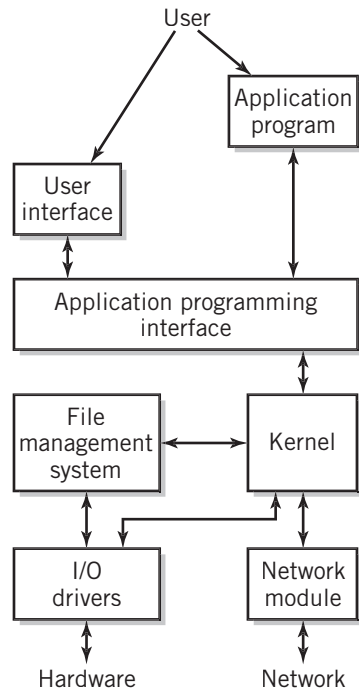 User
Application
program
User
interface
Application programming
interface
File
management
system
Kernel
I/O
drivers
Network
module
Hardware
Network